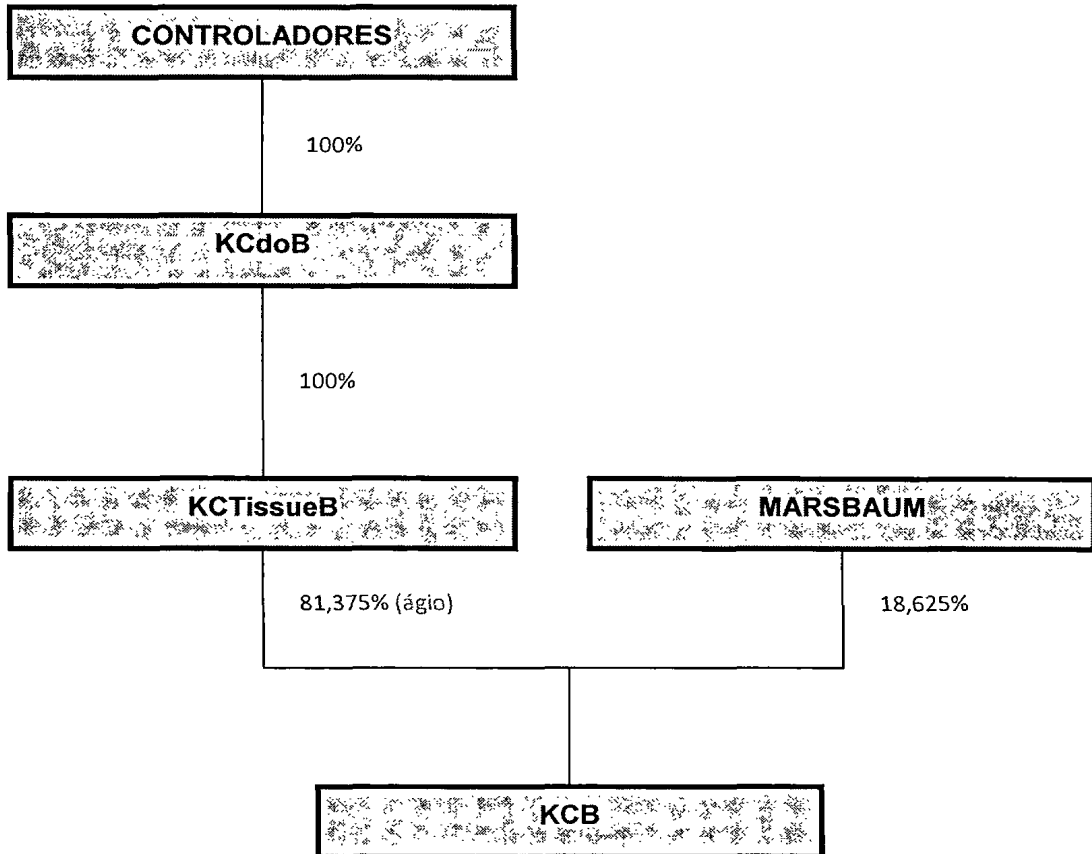 CONTROLADORES
100%
KCdoB
100%
KCTissueB
MARSBAUM
81,375% (ágio)
18,625%
KCB